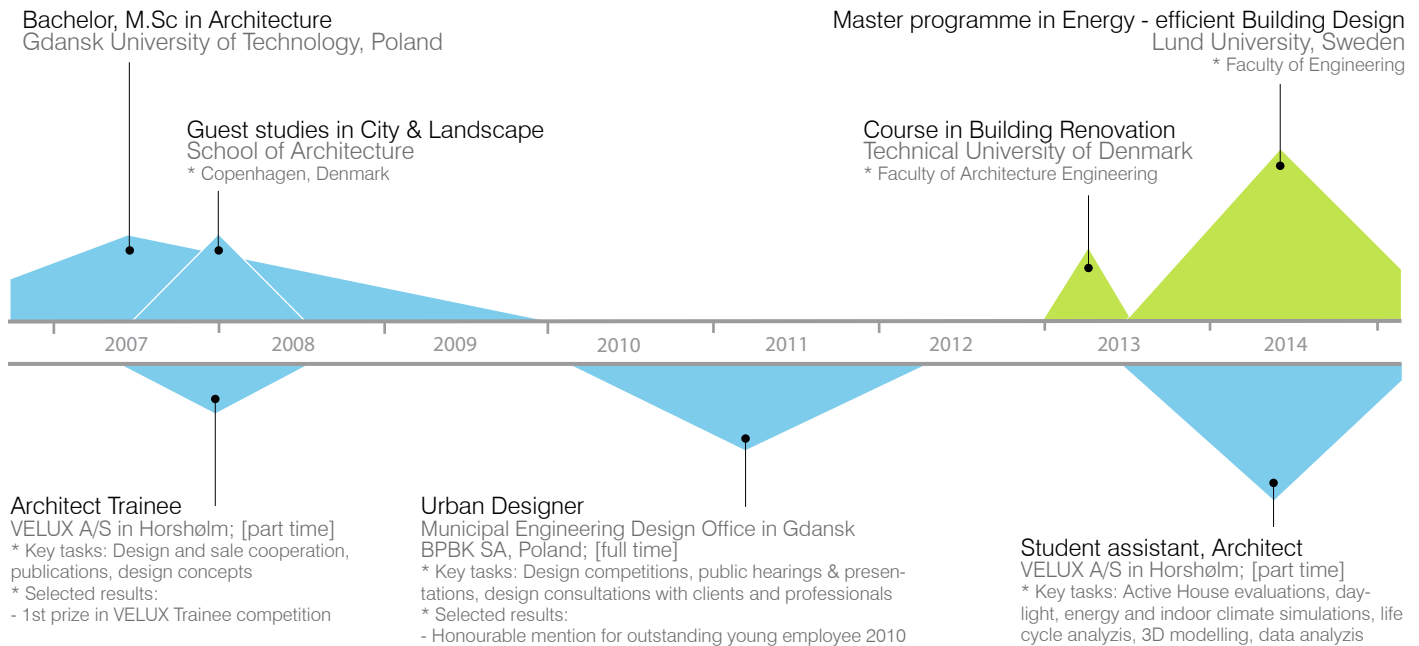 Bachelor, M.Sc in Architecture
Gdansk University of Technology, Poland
Master programme in Energy - efficient Building Design
Lund University, Sweden
* Faculty of Engineering
Guest studies in City & Landscape
School of Architecture
* Copenhagen, Denmark
Course in Building Renovation
Technical University of Denmark
* Faculty of Architecture Engineering
2007
2008
2009
2010
2011
2012
2013
2014
Architect Trainee
VELUX A/S in Horshølm; [part time]
* Key tasks: Design and sale cooperation,
publications, design concepts
* Selected results:
- 1st prize in VELUX Trainee competition
Urban Designer
Municipal Engineering Design Office in Gdansk
BPBK SA, Poland; [full time]
* Key tasks: Design competitions, public hearings & presen-
tations, design consultations with clients and professionals
* Selected results:
- Honourable mention for outstanding young employee 2010
Student assistant, Architect
VELUX A/S in Horshølm; [part time]
* Key tasks: Active House evaluations, day-
light, energy and indoor climate simulations, life
cycle analyzis, 3D modelling, data analyzis